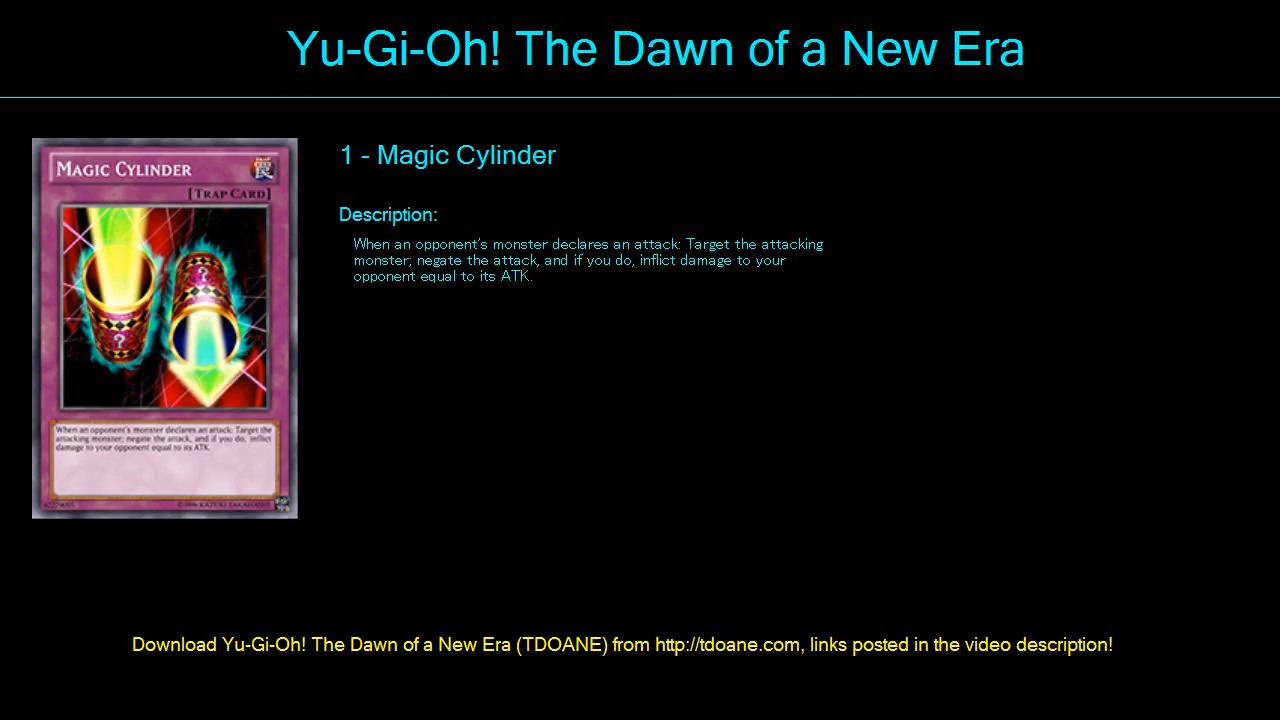 Yu-Gi-Oh! The Dawn of a New Era
MAGIC CYLINDER
罠
[TRAP CARD]
?
?
When an opponent's monster declares an attack: Target the
attacking monster; negate the attack, and if you do, inflict
damage to your opponent equal to its ATK.
©1996 KAZUKI TAKAHASHI
1 - Magic Cylinder
Description:
When an opponent's monster declares an attack: Target the attacking
monster; negate the attack, and if you do, inflict damage to your
opponent equal to its ATK.
Download Yu-Gi-Oh! The Dawn of a New Era (TDOANE) from http://tdoane.com, links posted in the video description!